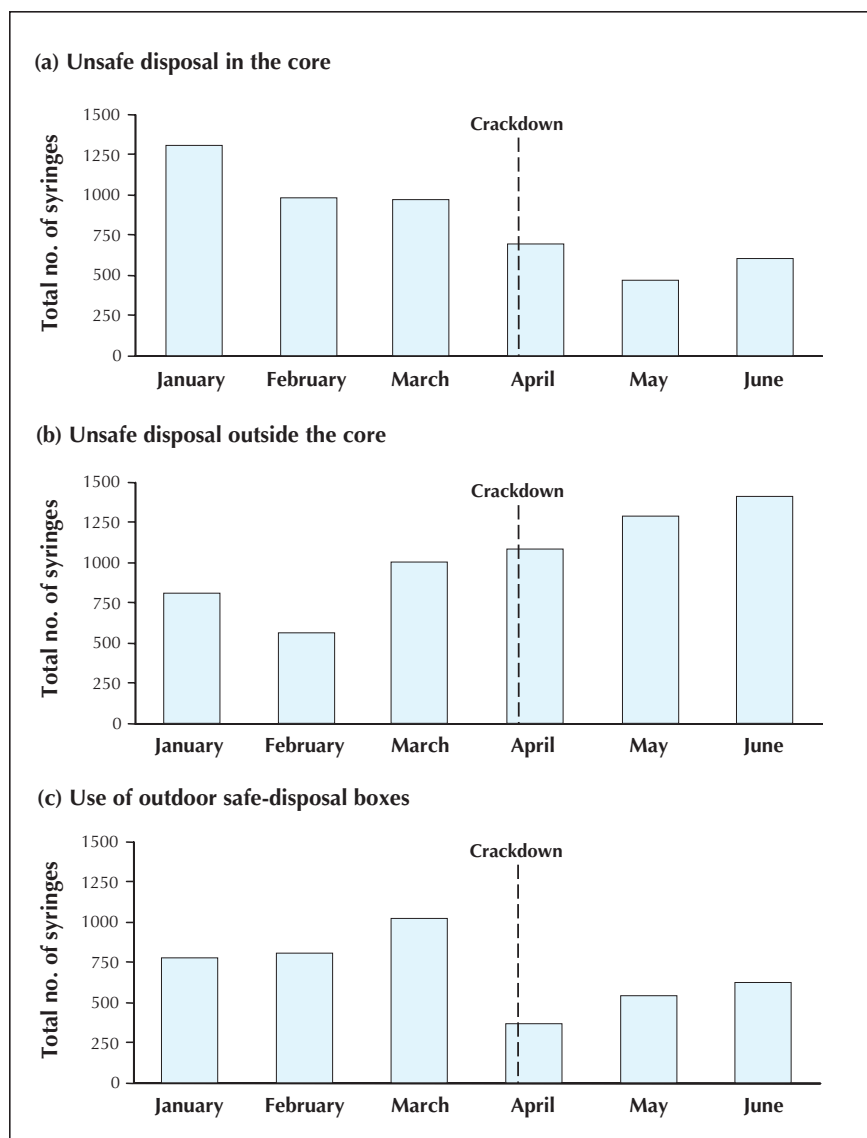 (a) Unsafe disposal in the core
Total no. of syringes
1500
1250
1000
750
500
250
0
Crackdown
January February March April May June
(b) Unsafe disposal outside the core
Total no. of syringes
1500
1250
1000
750
500
250
0
Crackdown
January February March April May June
(c) Use of outdoor safe-disposal boxes
Total no. of syringes
1500
1250
1000
750
500
250
0
Crackdown
January February March April May June